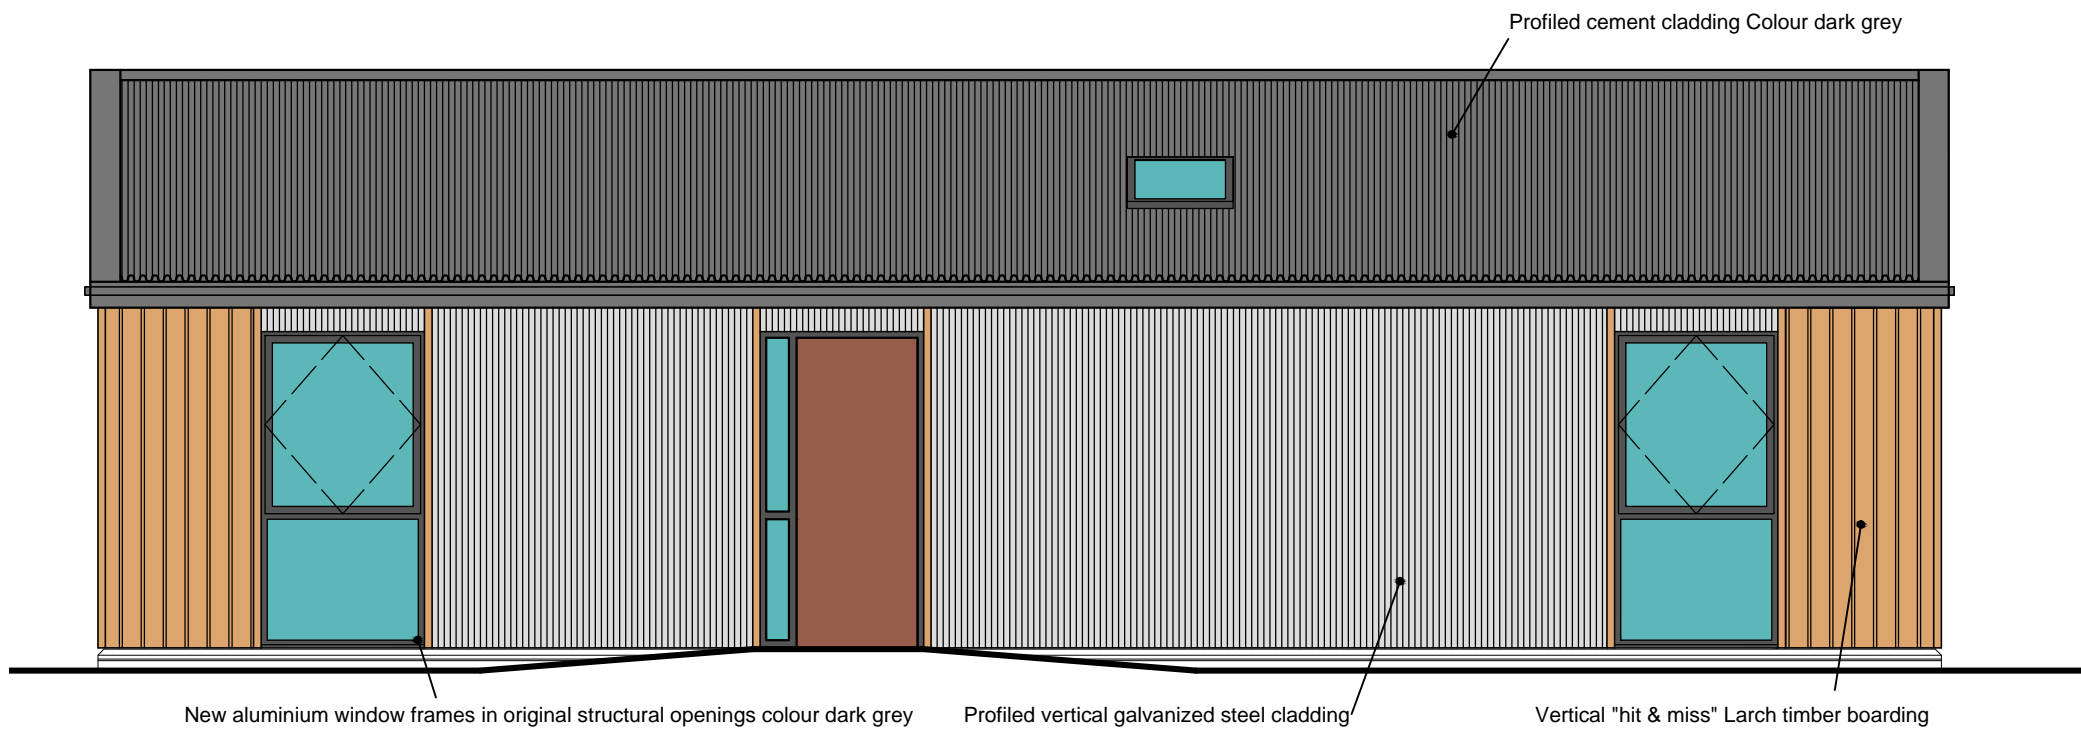 Profiled cement cladding Colour dark grey
New aluminium window frames in original structural openings colour dark grey
Profiled vertical galvanized steel cladding
Vertical "hit & miss" Larch timber boarding